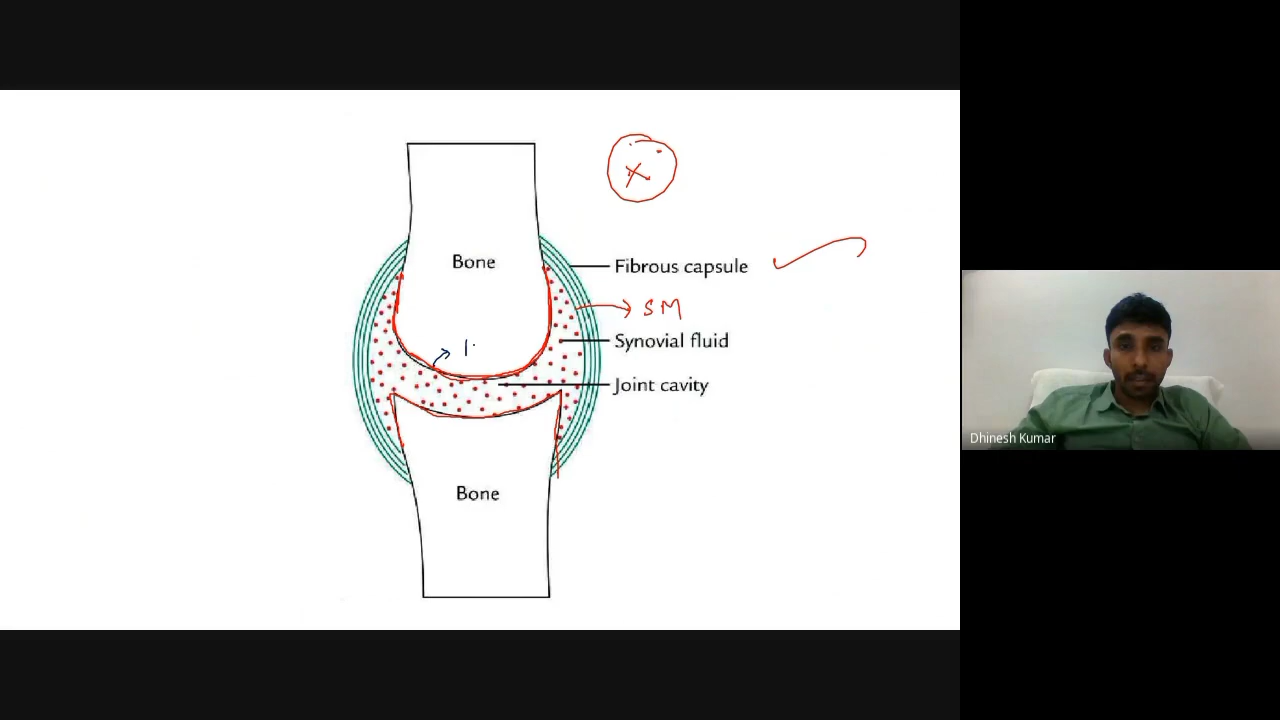 Bone
Fibrous capsule
SM
Synovial fluid
Joint cavity
Bone
Dhinesh Kumar